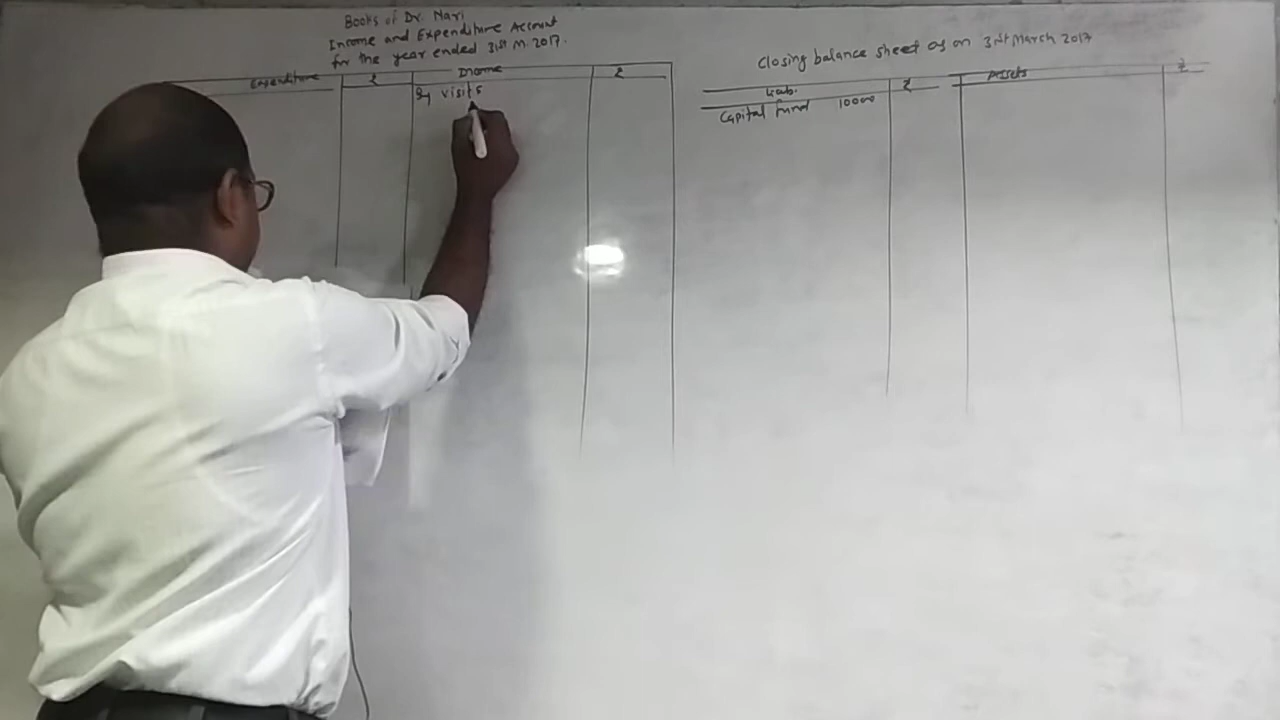 Books of Dr. Nari
Income and Expenditure Account
for the year ended 31st M. 2017.
Expenditure ₹ Income ₹
By visits
Closing balance sheet as on 31st March 2017
Liab. ₹ Assets ₹
Capital fund 10000